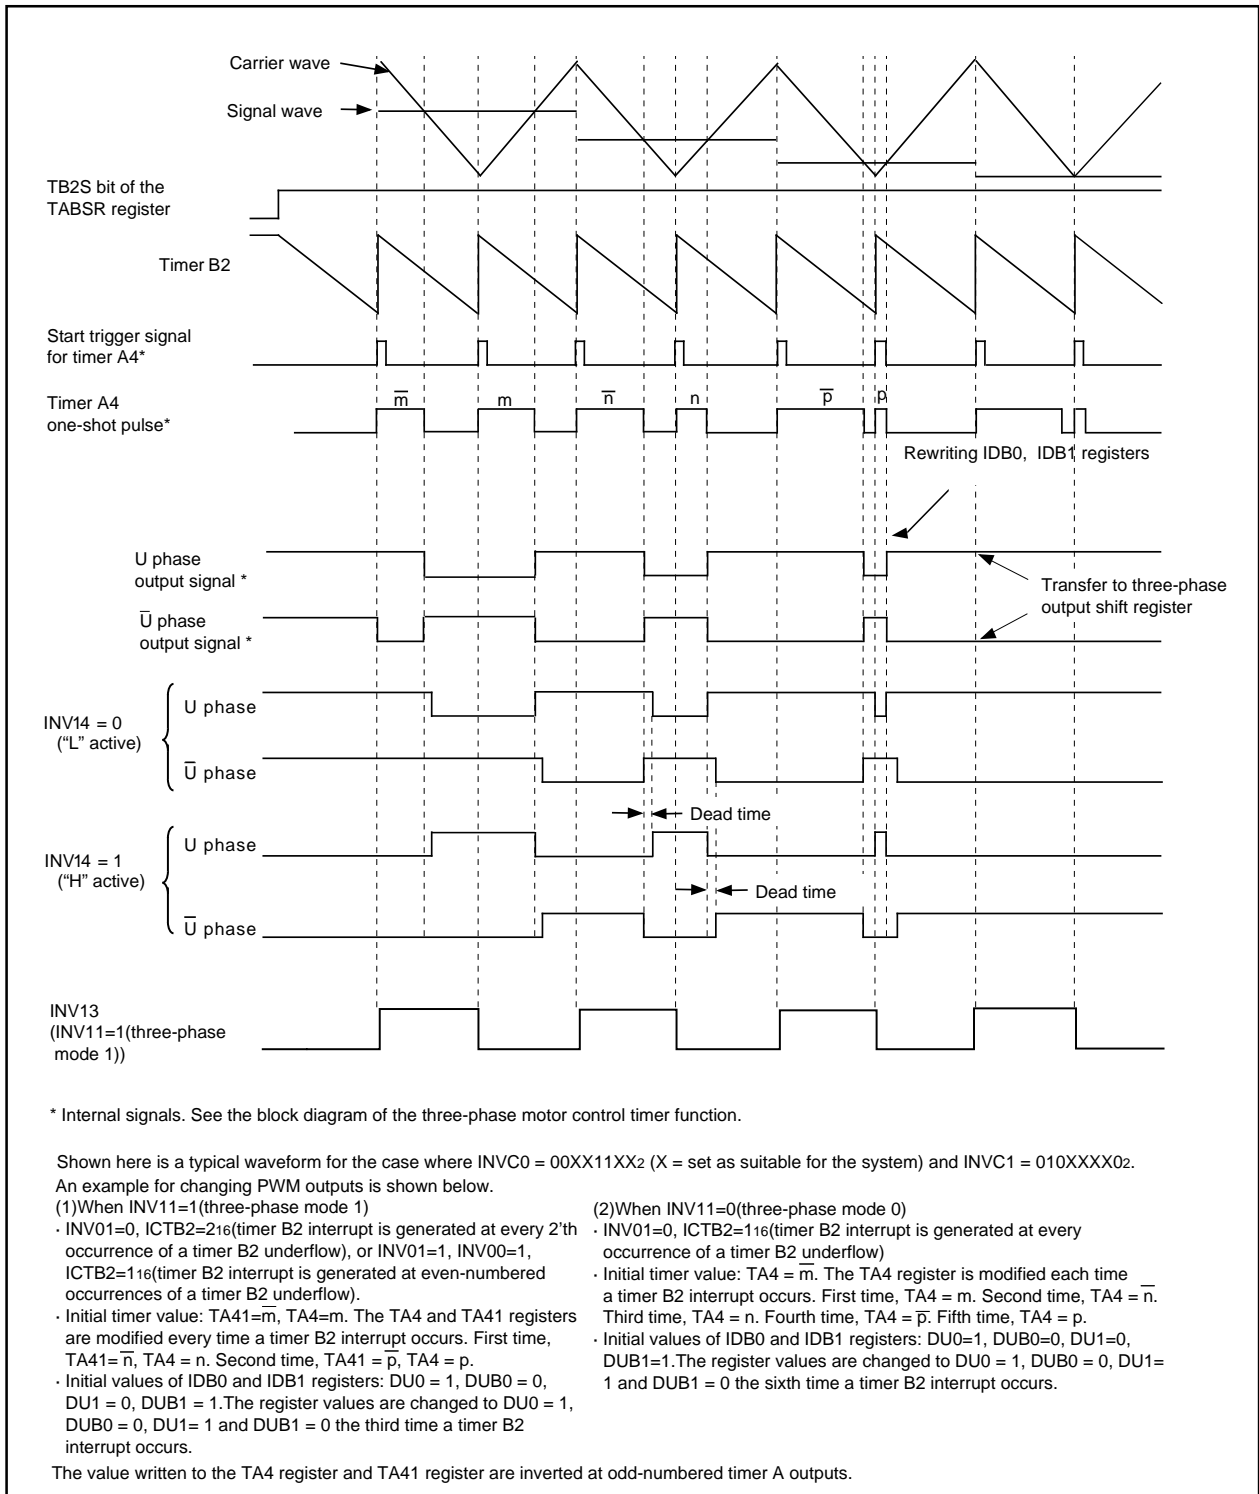 Carrier wave
Signal wave
TB2S bit of the
TABSR register
Timer B2
Start trigger signal
for timer A4*
Timer A4
one-shot pulse*
m̅
m
n̅
n
p̅
p
Rewriting IDB0, IDB1 registers
U phase
output signal *
Transfer to three-phase
output shift register
U̅ phase
output signal *
INV14 = 0
(“L” active)
U phase
U̅ phase
Dead time
INV14 = 1
(“H” active)
U phase
Dead time
U̅ phase
INV13
(INV11=1(three-phase
mode 1))
* Internal signals. See the block diagram of the three-phase motor control timer function.
Shown here is a typical waveform for the case where INVC0 = 00XX11XX2 (X = set as suitable for the system) and INVC1 = 010XXXX02.
An example for changing PWM outputs is shown below.
(1)When INV11=1(three-phase mode 1)
· INV01=0, ICTB2=216(timer B2 interrupt is generated at every 2’th
occurrence of a timer B2 underflow), or INV01=1, INV00=1,
ICTB2=116(timer B2 interrupt is generated at even-numbered
occurrences of a timer B2 underflow).
· Initial timer value: TA41=m̅, TA4=m. The TA4 and TA41 registers
are modified every time a timer B2 interrupt occurs. First time,
TA41= n̅, TA4 = n. Second time, TA41 = p̅, TA4 = p.
· Initial values of IDB0 and IDB1 registers: DU0 = 1, DUB0 = 0,
DU1 = 0, DUB1 = 1.The register values are changed to DU0 = 1,
DUB0 = 0, DU1= 1 and DUB1 = 0 the third time a timer B2
interrupt occurs.
(2)When INV11=0(three-phase mode 0)
· INV01=0, ICTB2=116(timer B2 interrupt is generated at every
occurrence of a timer B2 underflow)
· Initial timer value: TA4 = m̅. The TA4 register is modified each time
a timer B2 interrupt occurs. First time, TA4 = m. Second time, TA4 = n̅.
Third time, TA4 = n. Fourth time, TA4 = p̅. Fifth time, TA4 = p.
· Initial values of IDB0 and IDB1 registers: DU0=1, DUB0=0, DU1=0,
DUB1=1.The register values are changed to DU0 = 1, DUB0 = 0, DU1=
1 and DUB1 = 0 the sixth time a timer B2 interrupt occurs.
The value written to the TA4 register and TA41 register are inverted at odd-numbered timer A outputs.